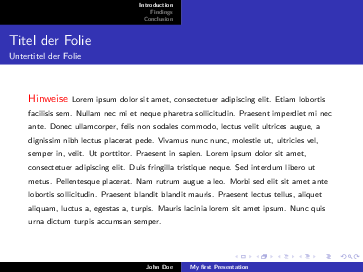 Introduction
Findings
Conclusion
Titel der Folie
Untertitel der Folie
Hinweise Lorem ipsum dolor sit amet, consectetuer adipiscing elit. Etiam lobortis
facilisis sem. Nullam nec mi et neque pharetra sollicitudin. Praesent imperdiet mi nec
ante. Donec ullamcorper, felis non sodales commodo, lectus velit ultrices augue, a
dignissim nibh lectus placerat pede. Vivamus nunc nunc, molestie ut, ultricies vel,
semper in, velit. Ut porttitor. Praesent in sapien. Lorem ipsum dolor sit amet,
consectetuer adipiscing elit. Duis fringilla tristique neque. Sed interdum libero ut
metus. Pellentesque placerat. Nam rutrum augue a leo. Morbi sed elit sit amet ante
lobortis sollicitudin. Praesent blandit blandit mauris. Praesent lectus tellus, aliquet
aliquam, luctus a, egestas a, turpis. Mauris lacinia lorem sit amet ipsum. Nunc quis
urna dictum turpis accumsan semper.
John Doe
My first Presentation